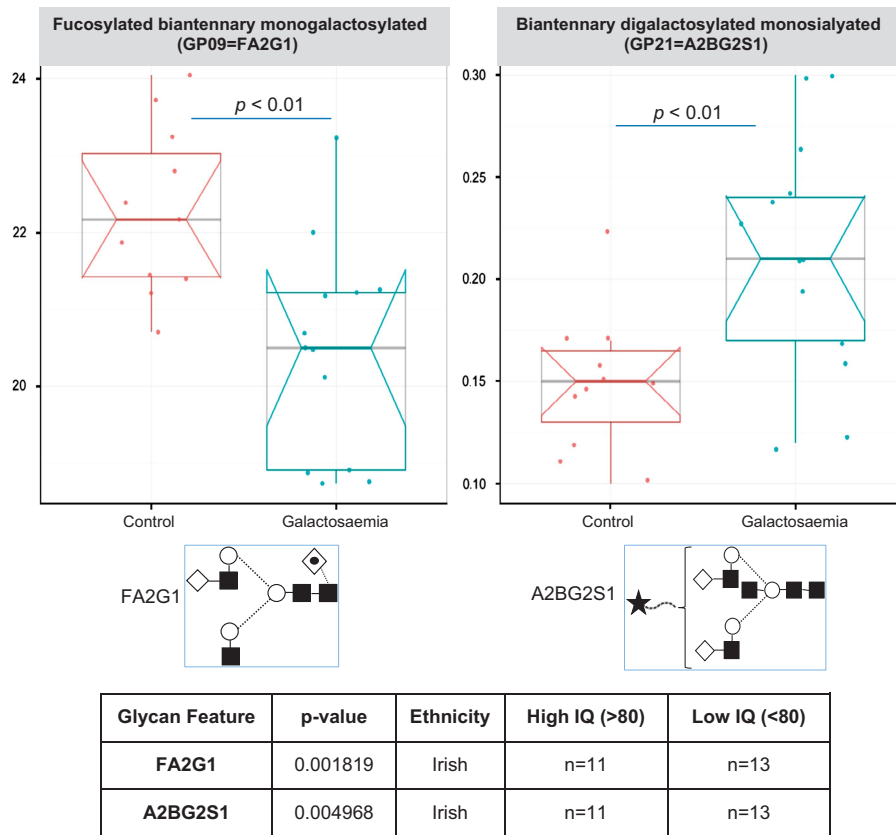 Fucosylated biantennary monogalactosylated
(GP09=FA2G1)
24
22
20
p < 0.01
Control
Galactosaemia
Biantennary digalactosylated monosialyated
(GP21=A2BG2S1)
0.30
0.25
0.20
0.15
0.10
p < 0.01
Control
Galactosaemia
FA2G1
A2BG2S1
Glycan Feature p-value Ethnicity High IQ (>80) Low IQ (<80)
FA2G1 0.001819 Irish n=11 n=13
A2BG2S1 0.004968 Irish n=11 n=13